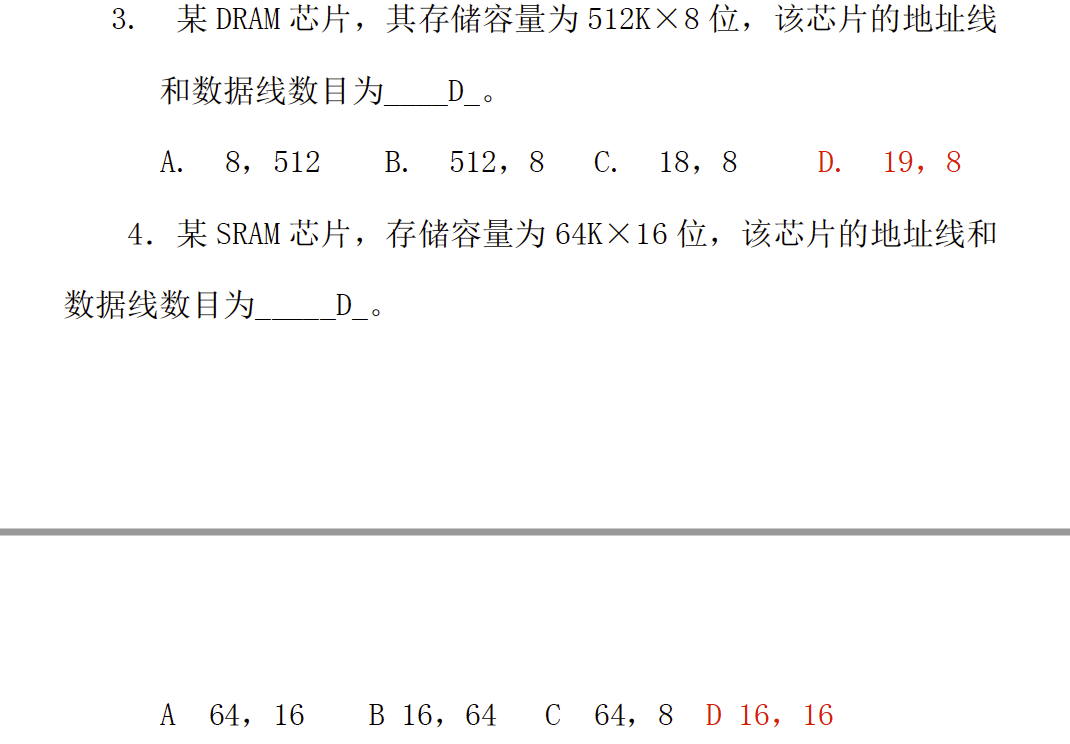 3. 某 DRAM 芯片，其存储容量为 512K×8 位，该芯片的地址线
和数据线数目为____D_。
A. 8，512 B. 512，8 C. 18，8 D. 19，8
4．某 SRAM 芯片，存储容量为 64K×16 位，该芯片的地址线和
数据线数目为_____D_。
A 64，16 B 16，64 C 64，8 D 16，16